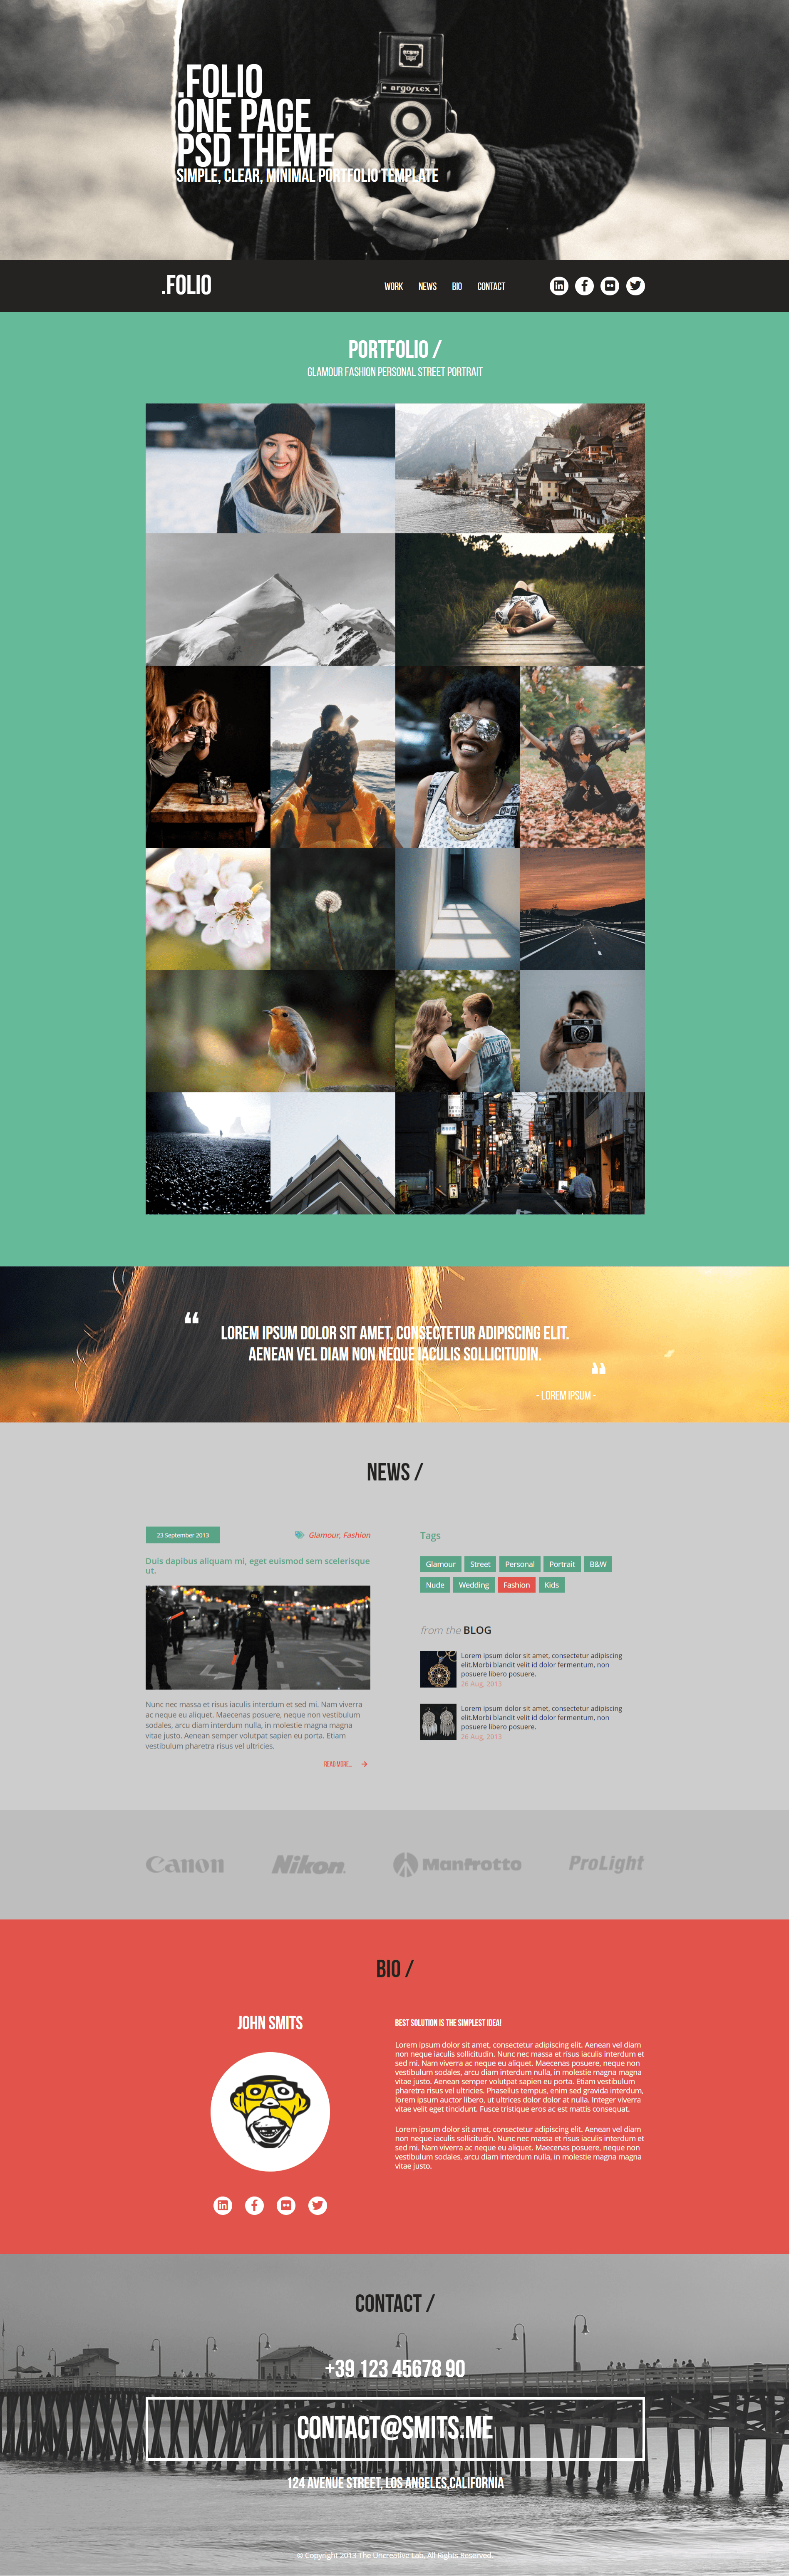 argus
argoflex
.FOLIO
ONE PAGE
PSD THEME
SIMPLE, CLEAR, MINIMAL PORTFOLIO TEMPLATE
.FOLIO
WORK NEWS BIO CONTACT
PORTFOLIO /
GLAMOUR FASHION PERSONAL STREET PORTRAIT
HOLLISTER
“
LOREM IPSUM DOLOR SIT AMET, CONSECTETUR ADIPISCING ELIT.
AENEAN VEL DIAM NON NEQUE IACULIS SOLLICITUDIN.
”
- LOREM IPSUM -
NEWS /
23 September 2013
Glamour, Fashion
Duis dapibus aliquam mi, eget euismod sem scelerisque
ut.
Nunc nec massa et risus iaculis interdum et sed mi. Nam viverra
ac neque eu aliquet. Maecenas posuere, neque non vestibulum
sodales, arcu diam interdum nulla, in molestie magna magna
vitae justo. Aenean semper volutpat sapien eu porta. Etiam
vestibulum pharetra risus vel ultricies.
READ MORE...
Tags
Glamour Street Personal Portrait B&W
Nude Wedding Fashion Kids
from the BLOG
Lorem ipsum dolor sit amet, consectetur adipiscing
elit.Morbi blandit velit id dolor fermentum, non
posuere libero posuere.
26 Aug, 2013
Lorem ipsum dolor sit amet, consectetur adipiscing
elit.Morbi blandit velit id dolor fermentum, non
posuere libero posuere.
26 Aug, 2013
Canon Nikon Manfrotto ProLight
BIO /
JOHN SMITS
BEST SOLUTION IS THE SIMPLEST IDEA!
Lorem ipsum dolor sit amet, consectetur adipiscing elit. Aenean vel diam
non neque iaculis sollicitudin. Nunc nec massa et risus iaculis interdum et
sed mi. Nam viverra ac neque eu aliquet. Maecenas posuere, neque non
vestibulum sodales, arcu diam interdum nulla, in molestie magna magna
vitae justo. Aenean semper volutpat sapien eu porta. Etiam vestibulum
pharetra risus vel ultricies. Phasellus tempus, enim sed gravida interdum,
lorem ipsum auctor libero, ut ultrices dolor dolor at nulla. Integer viverra
vitae velit eget tincidunt. Fusce tristique eros ac est mattis consequat.
Lorem ipsum dolor sit amet, consectetur adipiscing elit. Aenean vel diam
non neque iaculis sollicitudin. Nunc nec massa et risus iaculis interdum et
sed mi. Nam viverra ac neque eu aliquet. Maecenas posuere, neque non
vestibulum sodales, arcu diam interdum nulla, in molestie magna magna
vitae justo.
CONTACT /
+39 123 45678 90
CONTACT@SMITS.ME
124 AVENUE STREET, LOS ANGELES,CALIFORNIA
© Copyright 2013 The Uncreative Lab. All Rights Reserved.